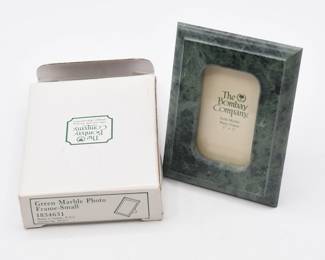 The
Bombay
Company
Green Marble Photo
Frame-Small
1834631
The
Bombay
Company